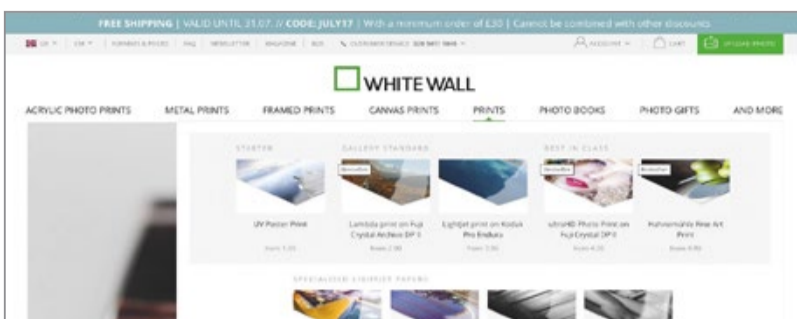 FREE SHIPPING | VALID UNTIL 31.07. // CODE: JULY17 | With a minimum order of £30 | Cannot be combined with other discounts
FAQ NEWSLETTER MAGAZINE B2B
ACCOUNT CART UPLOAD PHOTO
WHITE WALL
ACRYLIC PHOTO PRINTS METAL PRINTS FRAMED PRINTS CANVAS PRINTS PRINTS PHOTO BOOKS PHOTO GIFTS AND MORE
STARTER GALLERY STANDARD BEST IN CLASS
Bestseller Bestseller Bestseller
UV Poster Print Lambda print on Fuji Lightjet print on Kodak ultraHD Photo Print on Hahnemühle Fine Art
Crystal Archive DP II Pro Endura Fuji Crystal DP II Print